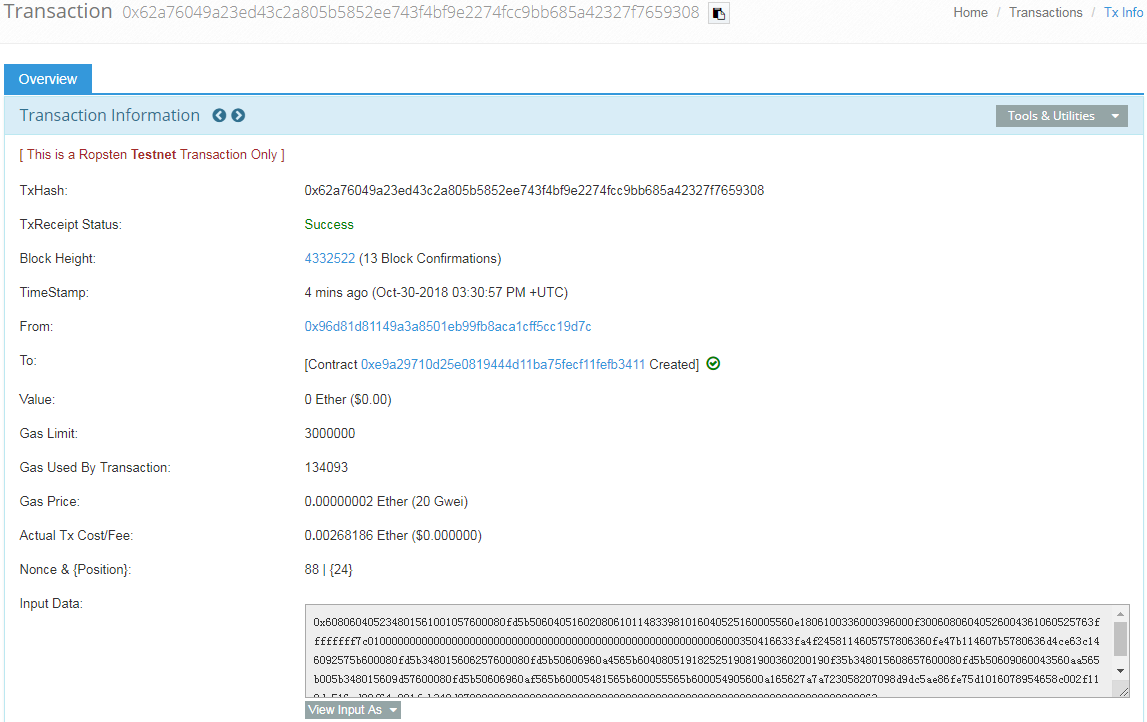 Transaction 0x62a76049a23ed43c2a805b5852ee743f4bf9e2274fcc9bb685a42327f7659308
Home / Transactions / Tx Info
Overview
Transaction Information
Tools & Utilities
[ This is a Ropsten Testnet Transaction Only ]
TxHash: 0x62a76049a23ed43c2a805b5852ee743f4bf9e2274fcc9bb685a42327f7659308
TxReceipt Status: Success
Block Height: 4332522 (13 Block Confirmations)
TimeStamp: 4 mins ago (Oct-30-2018 03:30:57 PM +UTC)
From: 0x96d81d81149a3a8501eb99fb8aca1cff5cc19d7c
To: [Contract 0xe9a29710d25e0819444d11ba75fecf11fefb3411 Created]
Value: 0 Ether ($0.00)
Gas Limit: 3000000
Gas Used By Transaction: 134093
Gas Price: 0.00000002 Ether (20 Gwei)
Actual Tx Cost/Fee: 0.00268186 Ether ($0.000000)
Nonce & {Position}: 88 | {24}
Input Data:
0x608060405234801561001057600080fd5b506040516020806101148339810160405251600055600e1806100336000396000f3006080604052600436106052576​3f
6092575b600080fd5b348015606257600080fd5b50606960a4565b60408051918252519081900360200190f35b348015608657600080fd5b50609060043560aa565
b005b348015609d57600080fd5b50606960af565b60005481565b600055565b600054905600a165627a7a723058207098d9dc5ae86fe75d1016078954658c002f11
View Input As